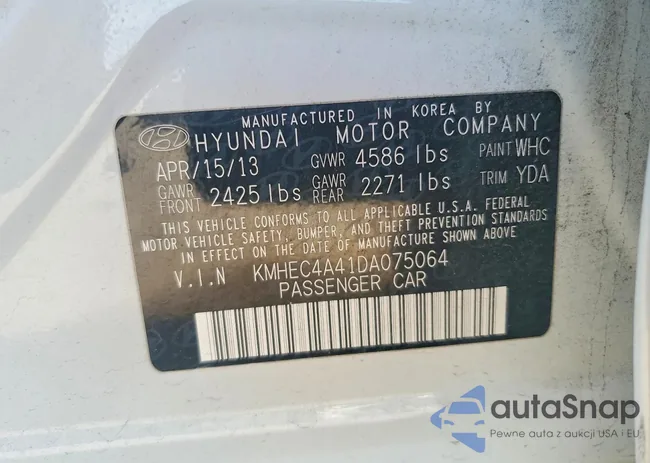 MANUFACTURED IN KOREA BY
HYUNDAI MOTOR COMPANY
APR/15/13 GVWR 4586 lbs PAINT WHC
GAWR FRONT 2425 lbs GAWR REAR 2271 lbs TRIM YDA
THIS VEHICLE CONFORMS TO ALL APPLICABLE U.S.A. FEDERAL
MOTOR VEHICLE SAFETY, BUMPER, AND THEFT PREVENTION STANDARDS
IN EFFECT ON THE DATE OF MANUFACTURE SHOWN ABOVE
V.I.N KMHEC4A41DA075064
PASSENGER CAR
autaSnap
Pewne auta z aukcji USA i EU